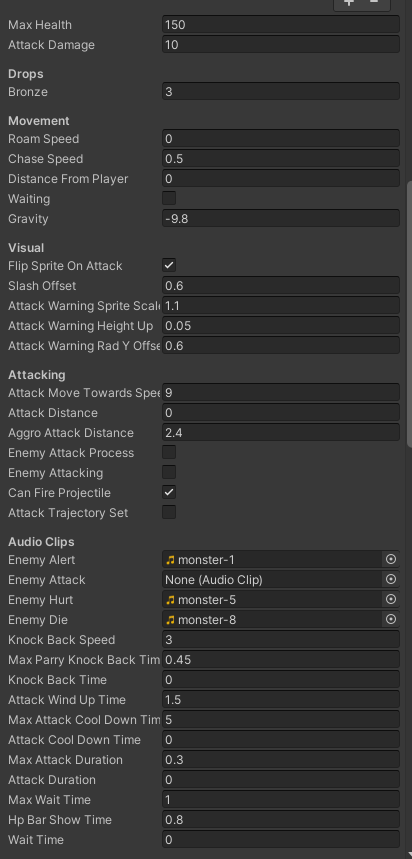 Max Health 150
Attack Damage 10
Drops
Bronze 3
Movement
Roam Speed 0
Chase Speed 0.5
Distance From Player 0
Waiting
Gravity -9.8
Visual
Flip Sprite On Attack
Slash Offset 0.6
Attack Warning Sprite Scale 1.1
Attack Warning Height Up 0.05
Attack Warning Rad Y Offse 0.6
Attacking
Attack Move Towards Spee 9
Attack Distance 0
Aggro Attack Distance 2.4
Enemy Attack Process
Enemy Attacking
Can Fire Projectile
Attack Trajectory Set
Audio Clips
Enemy Alert monster-1
Enemy Attack None (Audio Clip)
Enemy Hurt monster-5
Enemy Die monster-8
Knock Back Speed 3
Max Parry Knock Back Tim 0.45
Knock Back Time 0
Attack Wind Up Time 1.5
Max Attack Cool Down Tim 5
Attack Cool Down Time 0
Max Attack Duration 0.3
Attack Duration 0
Max Wait Time 1
Hp Bar Show Time 0.8
Wait Time 0